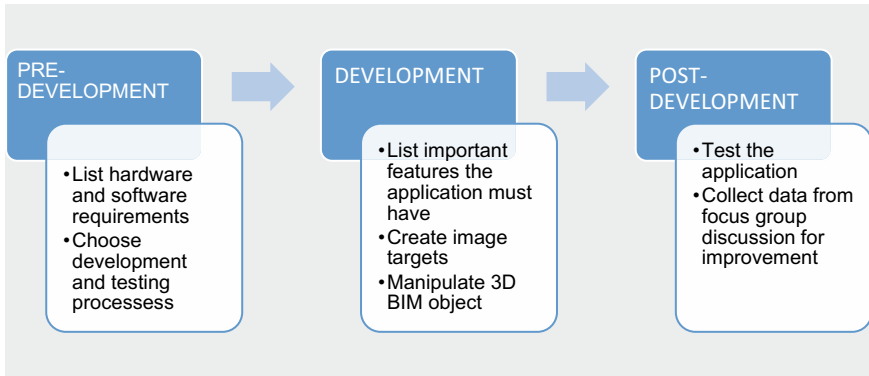 PRE-
DEVELOPMENT
•List hardware
and software
requirements
•Choose
development
and testing
processess
DEVELOPMENT
•List important
features the
application must
have
•Create image
targets
•Manipulate 3D
BIM object
POST-
DEVELOPMENT
•Test the
application
•Collect data from
focus group
discussion for
improvement